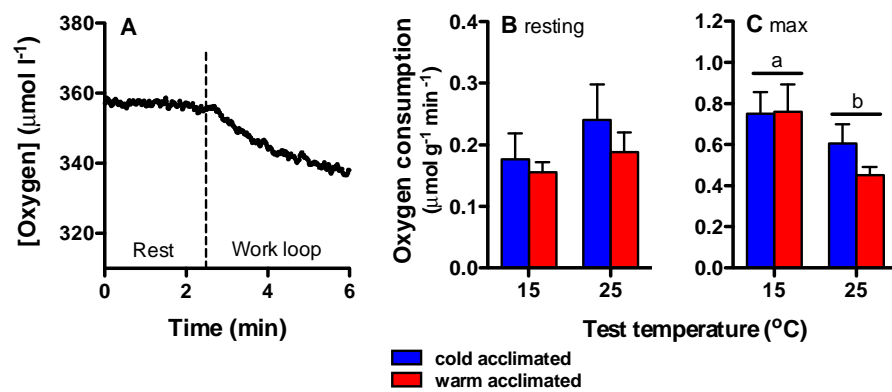 A
[Oxygen] (µmol l-1)
360
340
320
Rest
Work loop
0
2
4
6
Time (min)
B resting
Oxygen consumption
(µmol g-1 min-1)
0.4
0.3
0.2
0.1
0.0
15
25
C max
a
b
1.2
1.0
0.8
0.6
0.4
0.2
0.0
15
25
Test temperature (oC)
cold acclimated
warm acclimated